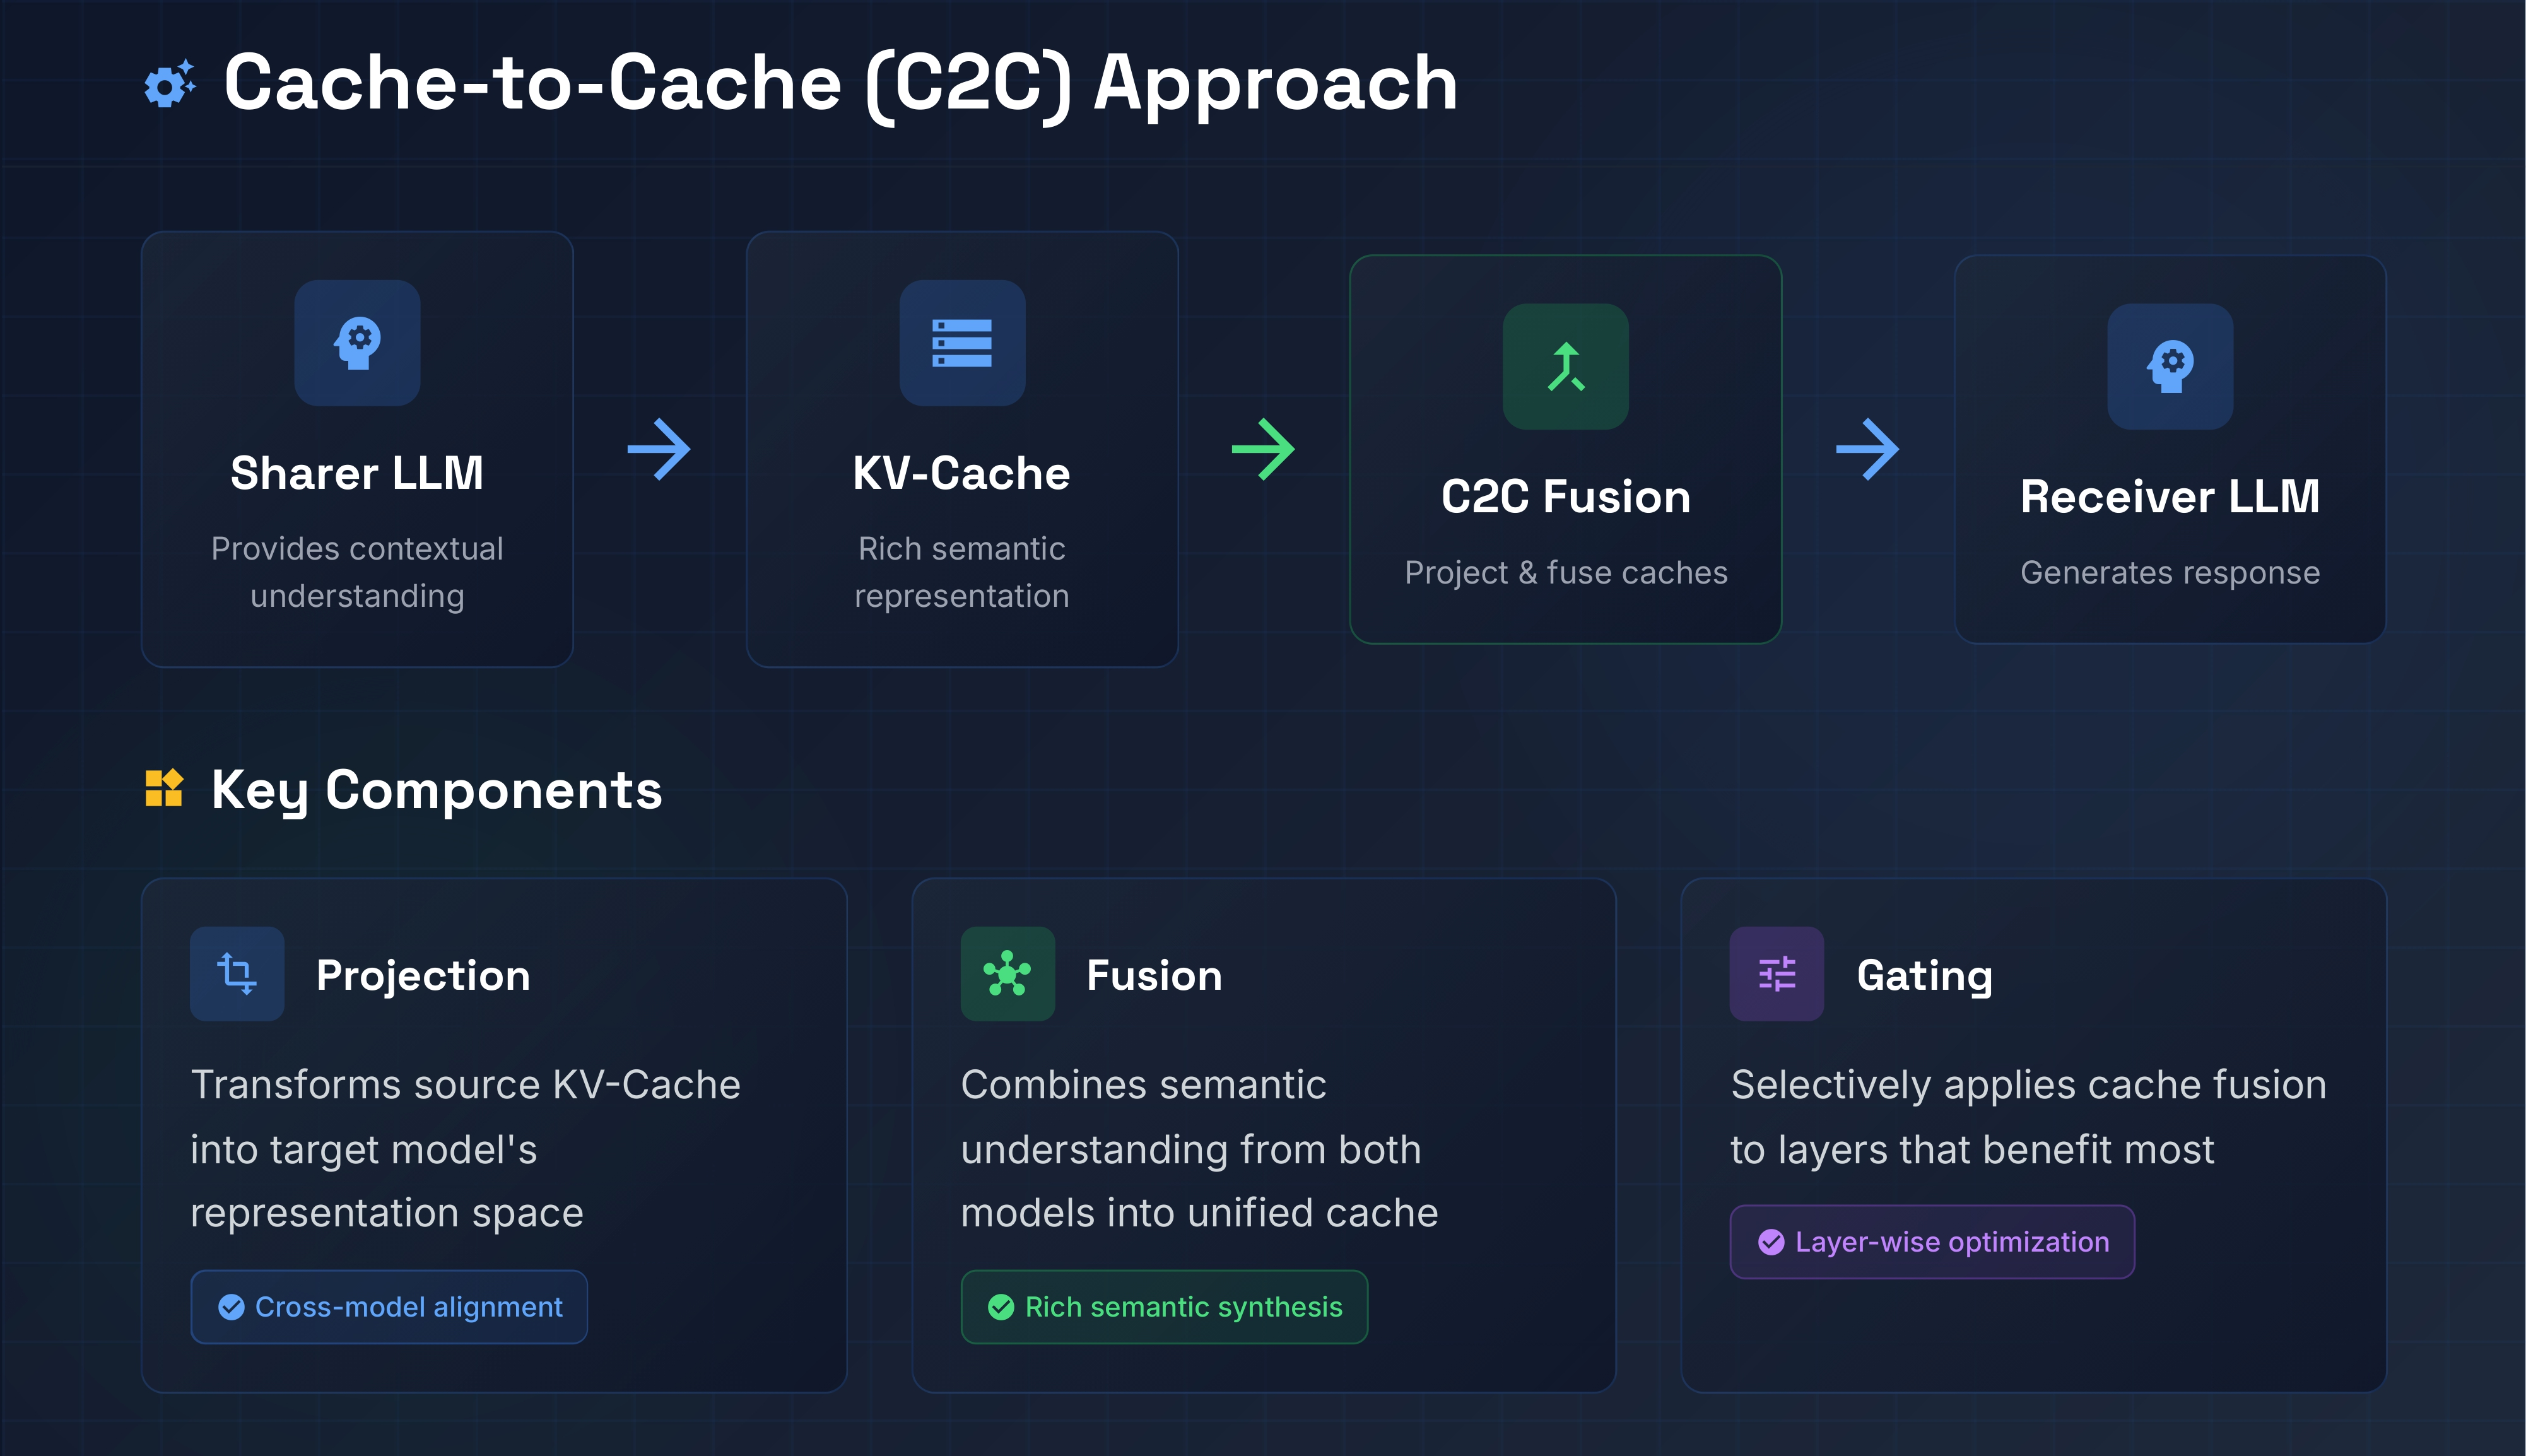 Cache-to-Cache (C2C) Approach
Sharer LLM
Provides contextual
understanding
KV-Cache
Rich semantic
representation
C2C Fusion
Project & fuse caches
Receiver LLM
Generates response
Key Components
Projection
Transforms source KV-Cache
into target model's
representation space
Cross-model alignment
Fusion
Combines semantic
understanding from both
models into unified cache
Rich semantic synthesis
Gating
Selectively applies cache fusion
to layers that benefit most
Layer-wise optimization